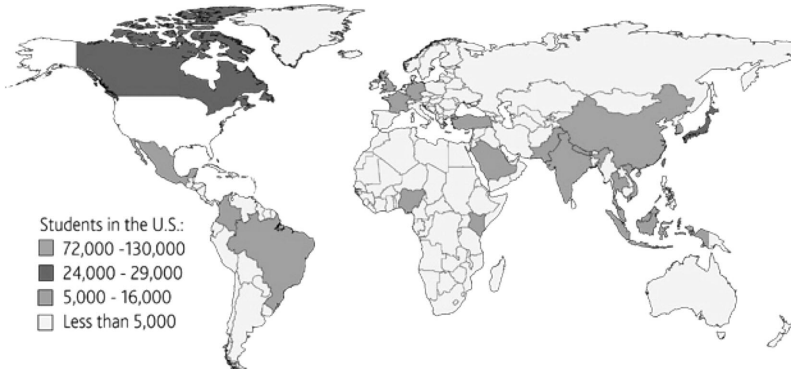 Students in the U.S.:
72,000 -130,000
24,000 - 29,000
5,000 - 16,000
Less than 5,000